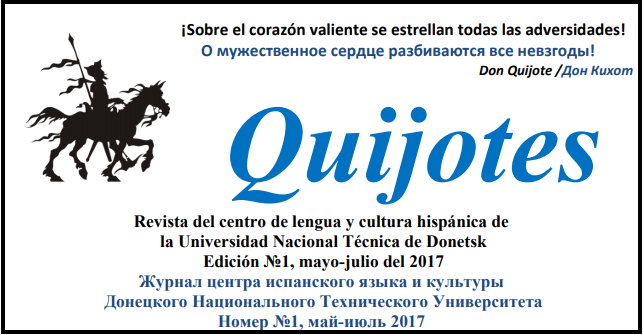 ¡Sobre el corazón valiente se estrellan todas las adversidades!
О мужественное сердце разбиваются все невзгоды!
Don Quijote /Дон Кихот
Quijotes
Revista del centro de lengua y cultura hispánica de
la Universidad Nacional Técnica de Donetsk
Edición №1, mayo-julio del 2017
Журнал центра испанского языка и культуры
Донецкого Национального Технического Университета
Номер №1, май-июль 2017